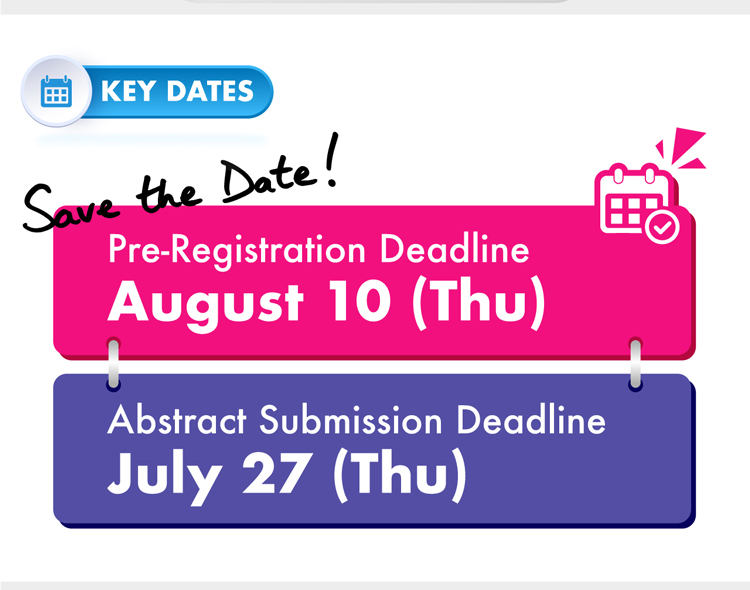 KEY DATES
Save the Date!
Pre-Registration Deadline
August 10 (Thu)
Abstract Submission Deadline
July 27 (Thu)